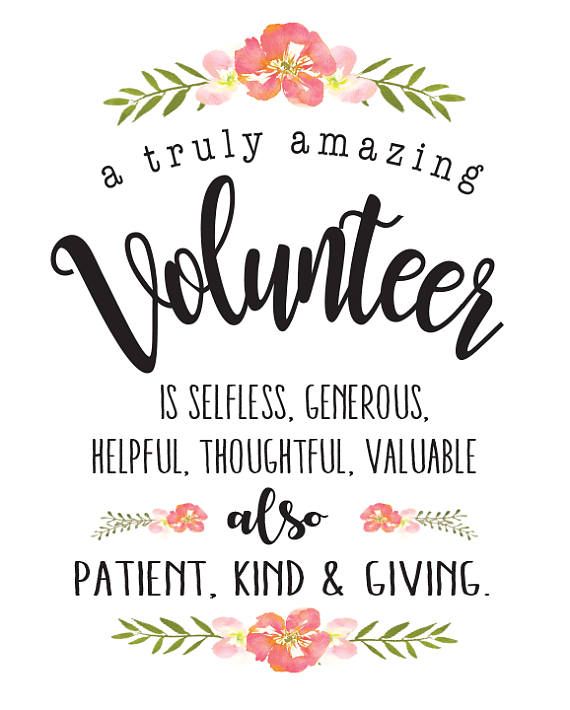 a truly amazing
Volunteer
IS SELFLESS, GENEROUS,
HELPFUL, THOUGHTFUL, VALUABLE
also
PATIENT, KIND & GIVING.